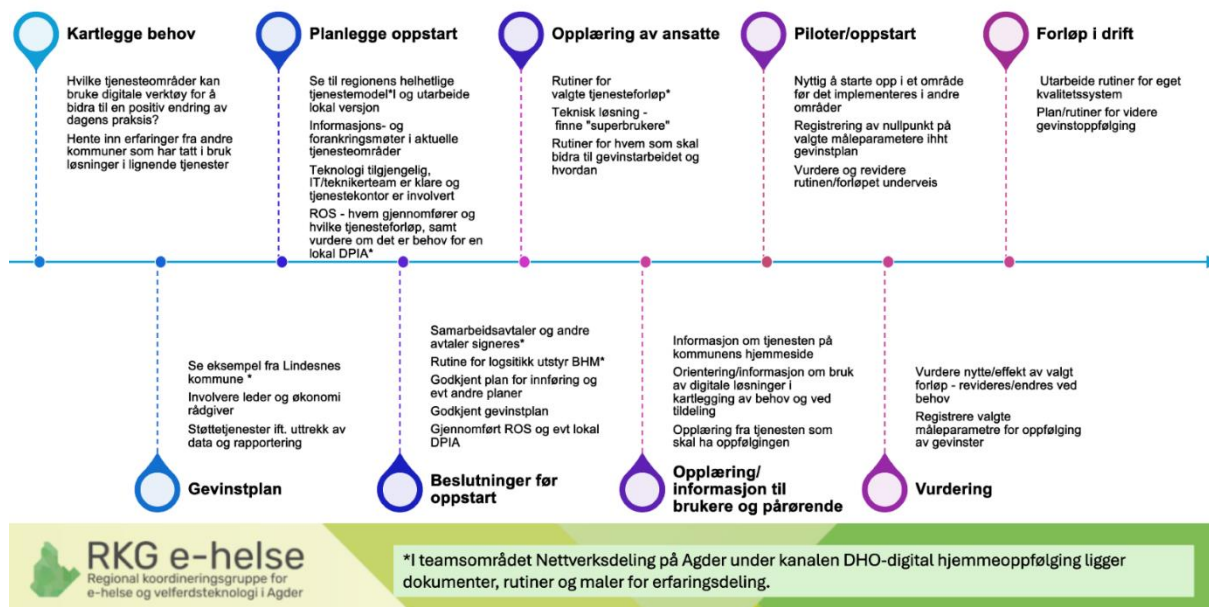 Kartlegge behov
Hvilke tjenesteområder kan
bruke digitale verktøy for å
bidra til en positiv endring av
dagens praksis?
Hente inn erfaringer fra andre
kommuner som har tatt i bruk
løsninger i lignende tjenester
Planlegge oppstart
Se til regionens helhetlige
tjenestemodel*l og utarbeide
lokal versjon
Informasjons- og
forankringsmøter i aktuelle
tjenesteområder
Teknologi tilgjengelig,
IT/teknikerteam er klare og
tjenestekontor er involvert
ROS - hvem gjennomfører og
hvilke tjenesteforløp, samt
vurdere om det er behov for en
lokal DPIA*
Opplæring av ansatte
Rutiner for
valgte tjenesteforløp*
Teknisk løsning -
finne "superbrukere"
Rutiner for hvem som skal
bidra til gevinstarbeidet og
hvordan
Piloter/oppstart
Nyttig å starte opp i et område
før det implementeres i andre
områder
Registrering av nullpunkt på
valgte måleparametere ihht
gevinstplan
Vurdere og revidere
rutinen/forløpet underveis
Forløp i drift
Utarbeide rutiner for eget
kvalitetssystem
Plan/rutiner for videre
gevinstoppfølging
Se eksempel fra Lindesnes
kommune *
Involvere leder og økonomi
rådgiver
Støttetjenester ift. uttrekk av
data og rapportering
Gevinstplan
Samarbeidsavtaler og andre
avtaler signeres*
Rutine for logsitikk utstyr BHM*
Godkjent plan for innføring og
evt andre planer
Godkjent gevinstplan
Gjennomført ROS og evt lokal
DPIA
Beslutninger før
oppstart
Informasjon om tjenesten på
kommunens hjemmeside
Orientering/informasjon om bruk
av digitale løsninger i
kartlegging av behov og ved
tildeling
Opplæring fra tjenesten som
skal ha oppfølgingen
Opplæring/
informasjon til
brukere og pårørende
Vurdere nytte/effekt av valgt
forløp - revideres/endres ved
behov
Registrere valgte
måleparametre for oppfølging
av gevinster
Vurdering
RKG e-helse
Regional koordineringsgruppe for
e-helse og velferdsteknologi i Agder
*I teamsområdet Nettverksdeling på Agder under kanalen DHO-digital hjemmeoppfølging ligger
dokumenter, rutiner og maler for erfaringsdeling.